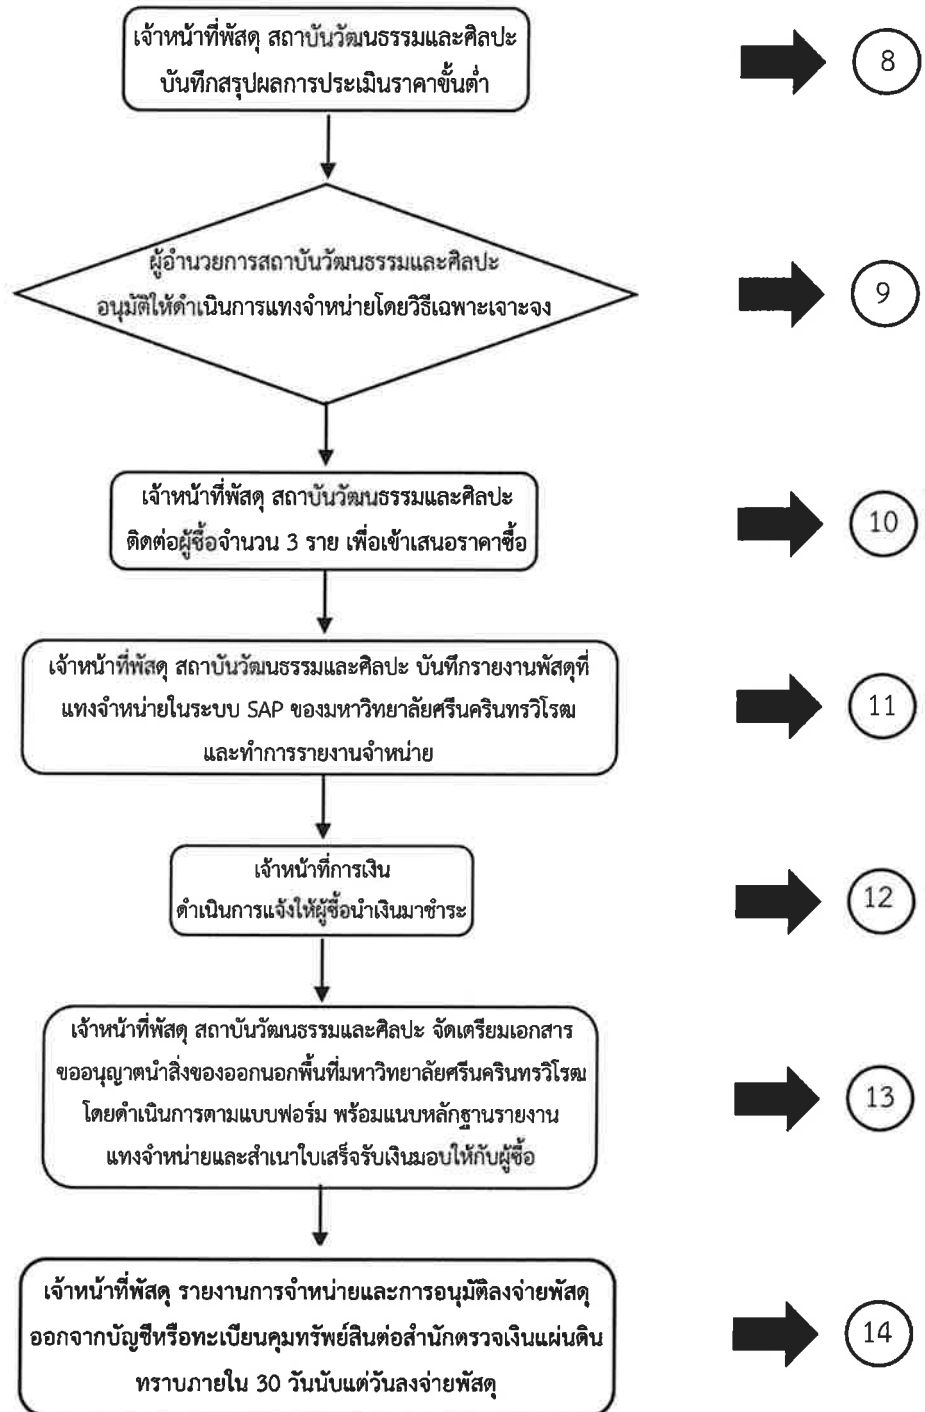 เจ้าหน้าที่พัสดุ สถาบันวัฒนธรรมและศิลปะ
บันทึกสรุปผลการประเมินราคาขั้นต่ำ
8
ผู้อำนวยการสถาบันวัฒนธรรมและศิลปะ
อนุมัติให้ดำเนินการแทงจำหน่ายโดยวิธีเฉพาะเจาะจง
9
เจ้าหน้าที่พัสดุ สถาบันวัฒนธรรมและศิลปะ
ติดต่อผู้ซื้อจำนวน 3 ราย เพื่อเข้าเสนอราคาซื้อ
10
เจ้าหน้าที่พัสดุ สถาบันวัฒนธรรมและศิลปะ บันทึกรายงานพัสดุที่
แทงจำหน่ายในระบบ SAP ของมหาวิทยาลัยศรีนครินทรวิโรฒ
และทำการรายงานจำหน่าย
11
เจ้าหน้าที่การเงิน
ดำเนินการแจ้งให้ผู้ซื้อนำเงินมาชำระ
12
เจ้าหน้าที่พัสดุ สถาบันวัฒนธรรมและศิลปะ จัดเตรียมเอกสาร
ขออนุญาตนำสิ่งของออกนอกพื้นที่มหาวิทยาลัยศรีนครินทรวิโรฒ
โดยดำเนินการตามแบบฟอร์ม พร้อมแนบหลักฐานรายงาน
แทงจำหน่ายและสำเนาใบเสร็จรับเงินมอบให้กับผู้ซื้อ
13
เจ้าหน้าที่พัสดุ รายงานการจำหน่ายและการอนุมัติลงจ่ายพัสดุ
ออกจากบัญชีหรือทะเบียนคุมทรัพย์สินต่อสำนักตรวจเงินแผ่นดิน
ทราบภายใน 30 วันนับแต่วันลงจ่ายพัสดุ
14